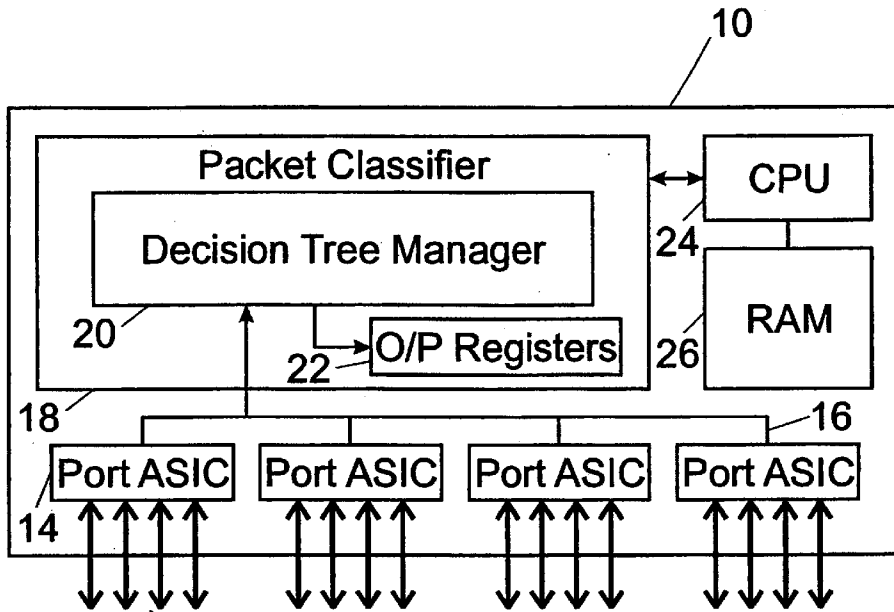 10
Packet Classifier
CPU
Decision Tree Manager
24
20
22
O/P Registers
RAM
26
18
16
Port ASIC Port ASIC Port ASIC Port ASIC
14